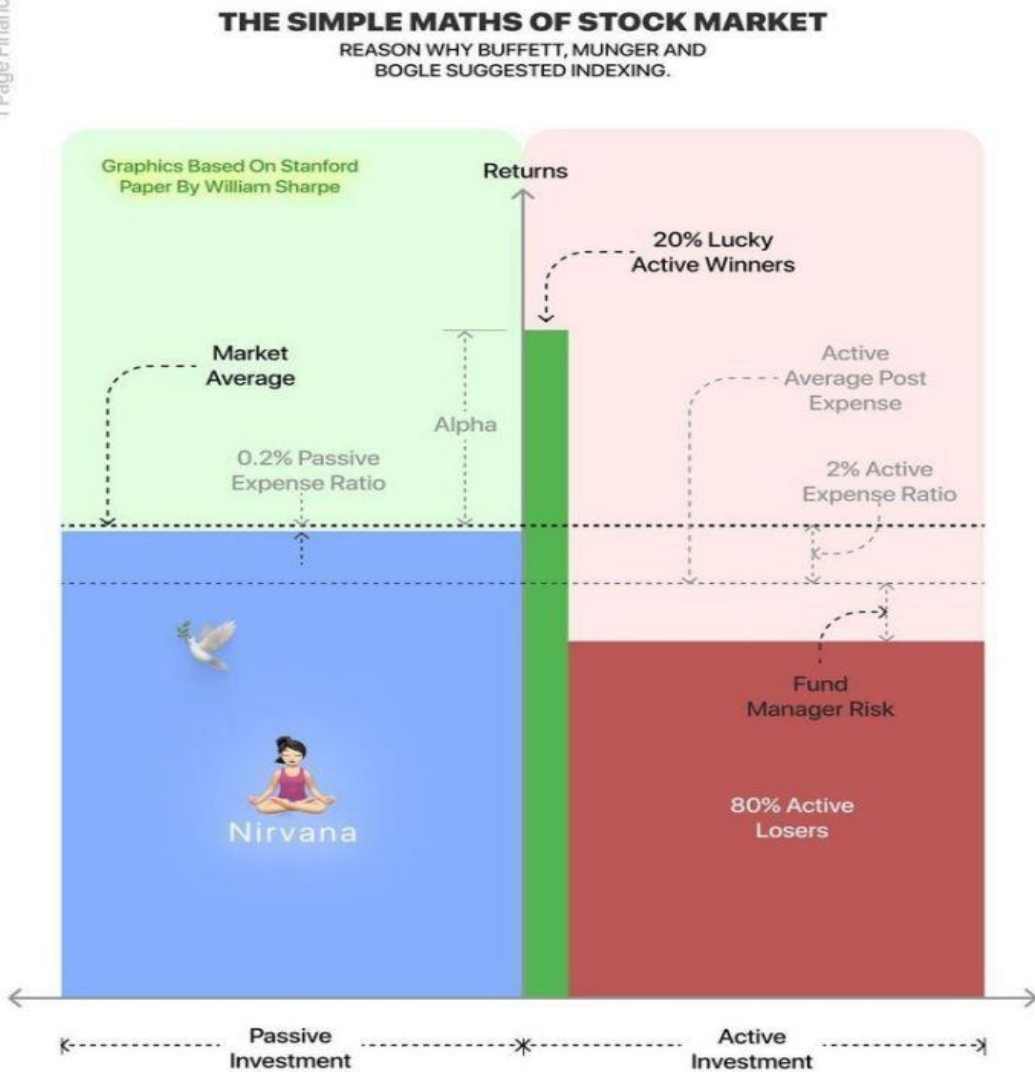 THE SIMPLE MATHS OF STOCK MARKET
REASON WHY BUFFETT, MUNGER AND
BOGLE SUGGESTED INDEXING.
Graphics Based On Stanford
Paper By William Sharpe
Returns
20% Lucky
Active Winners
Market
Average
Active
Average Post
Expense
Alpha
0.2% Passive
Expense Ratio
2% Active
Expense Ratio
Fund
Manager Risk
80% Active
Losers
Nirvana
Passive
Investment
Active
Investment